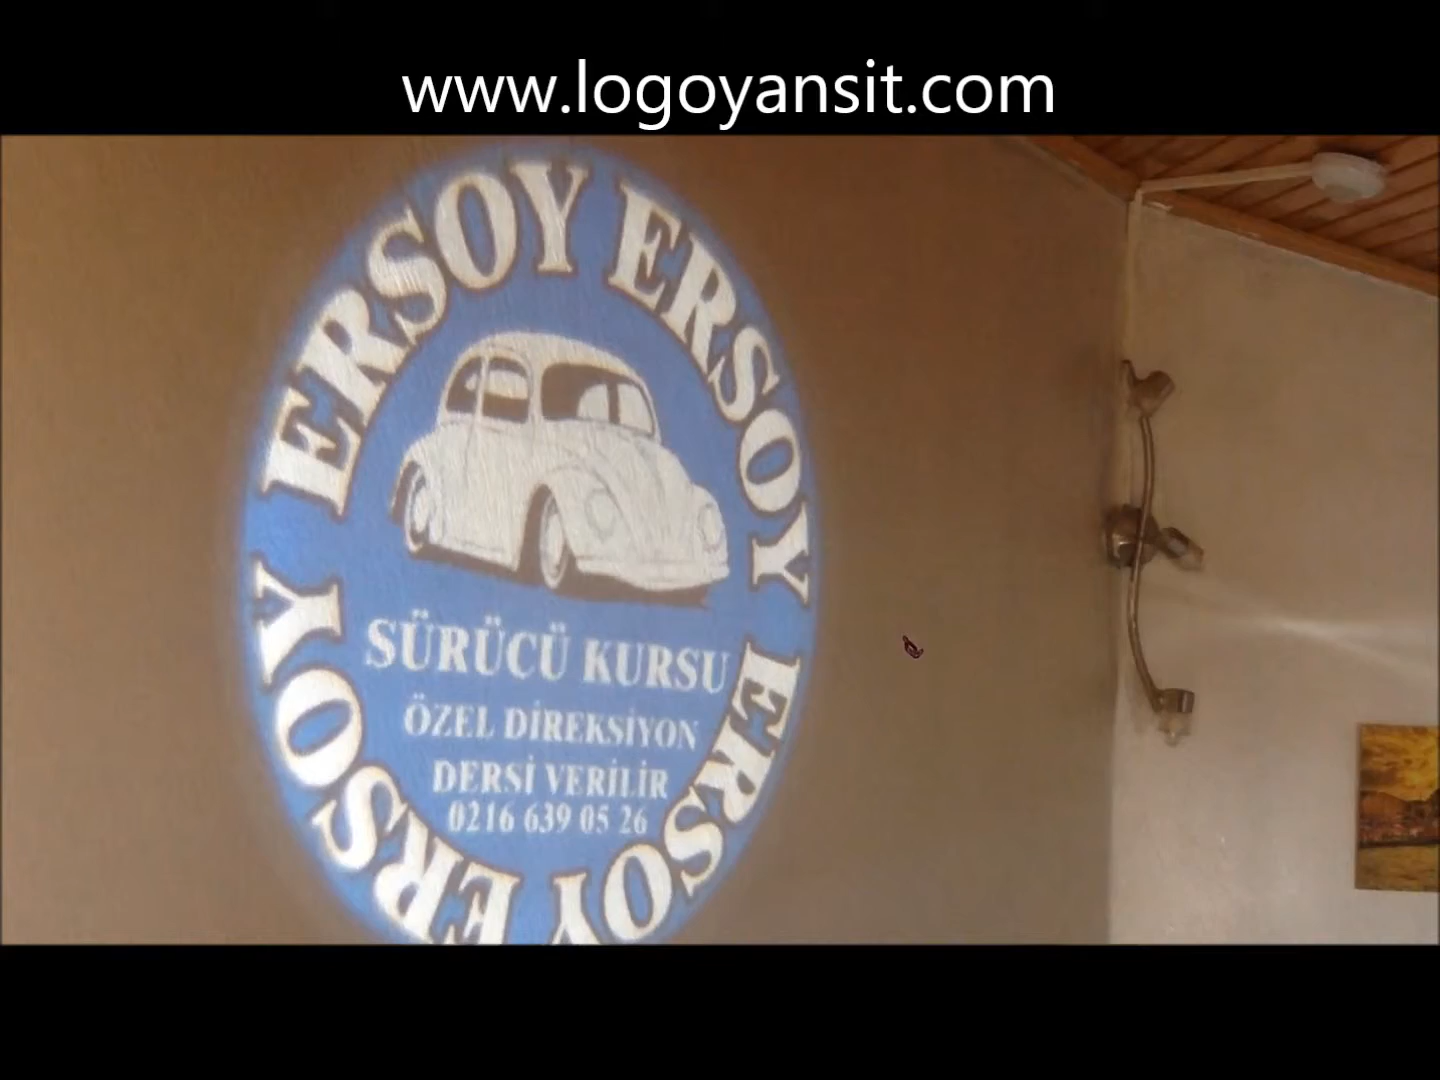 www.logoyansit.com
ERSOY ERSOY ERSOY ERSOY
SÜRÜCÜ KURSU
ÖZEL DİREKSİYON
DERSİ VERİLİR
0216 639 05 26